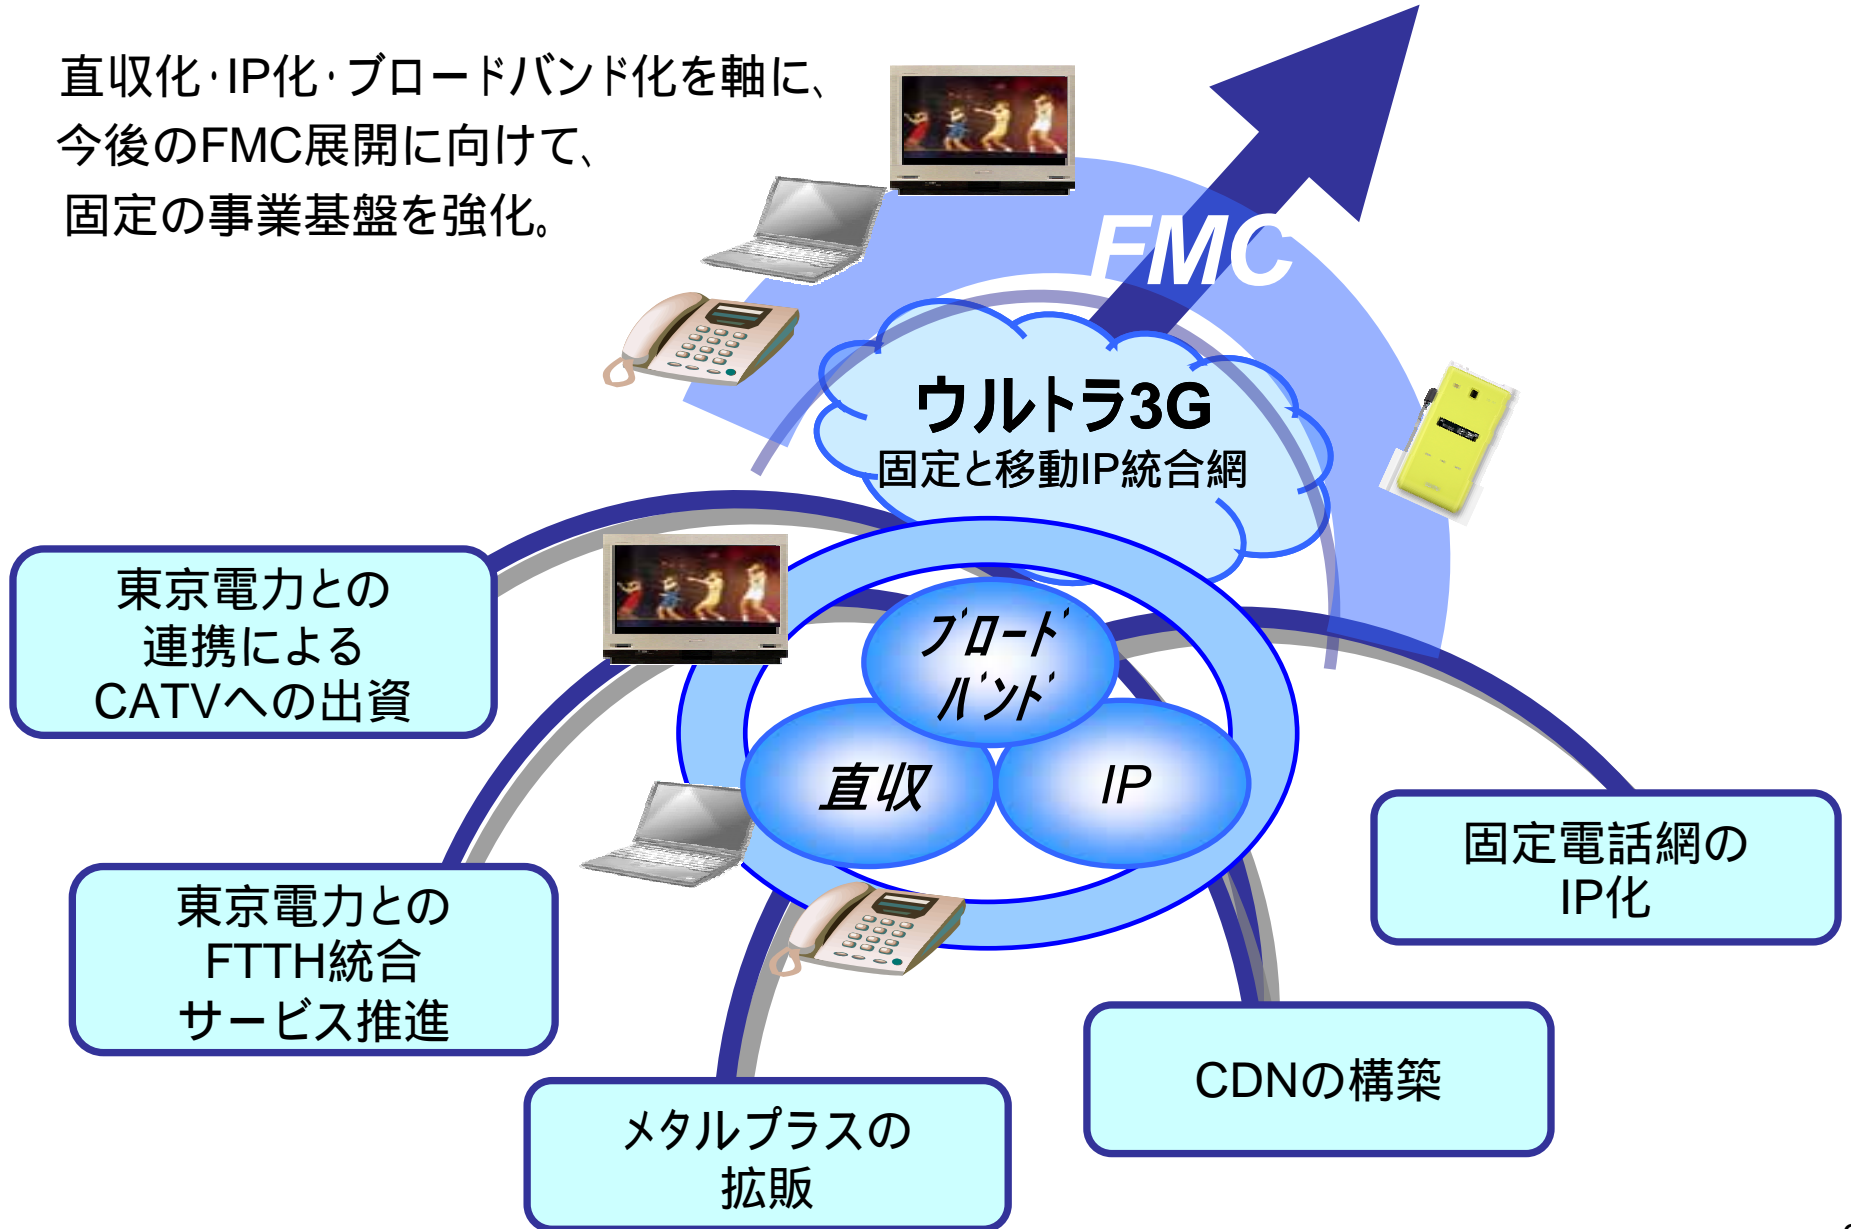 直収化・IP化・ブロードバンド化を軸に、
今後のFMC展開に向けて、
固定の事業基盤を強化。
FMC
ウルトラ3G
固定と移動IP統合網
東京電力との
連携による
CATVへの出資
ﾌﾞﾛｰﾄﾞ
ﾊﾞﾝﾄﾞ
直収
IP
固定電話網の
IP化
東京電力との
FTTH統合
サービス推進
CDNの構築
メタルプラスの
拡販